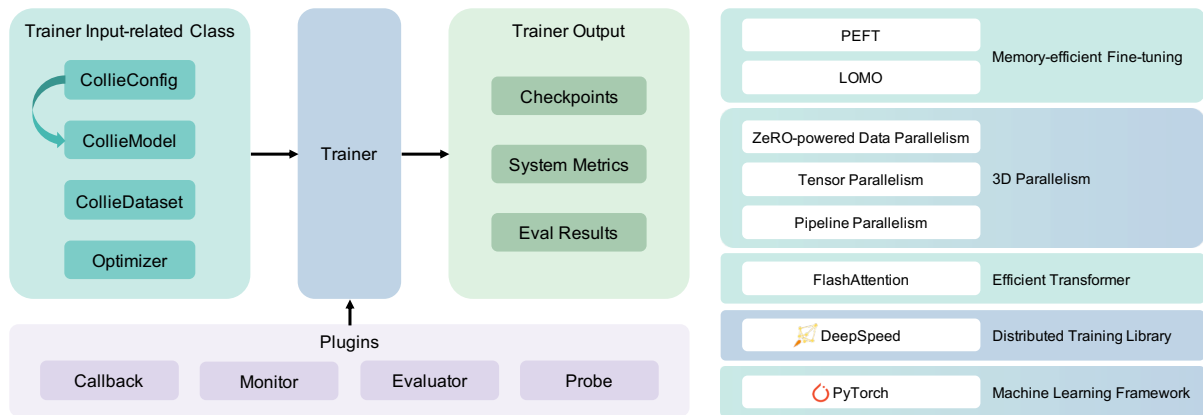 Trainer Input-related Class
CollieConfig
CollieModel
CollieDataset
Optimizer
Trainer
Trainer Output
Checkpoints
System Metrics
Eval Results
Plugins
Callback
Monitor
Evaluator
Probe
PEFT
LOMO
Memory-efficient Fine-tuning
ZeRO-powered Data Parallelism
Tensor Parallelism
Pipeline Parallelism
3D Parallelism
FlashAttention
Efficient Transformer
DeepSpeed
Distributed Training Library
PyTorch
Machine Learning Framework